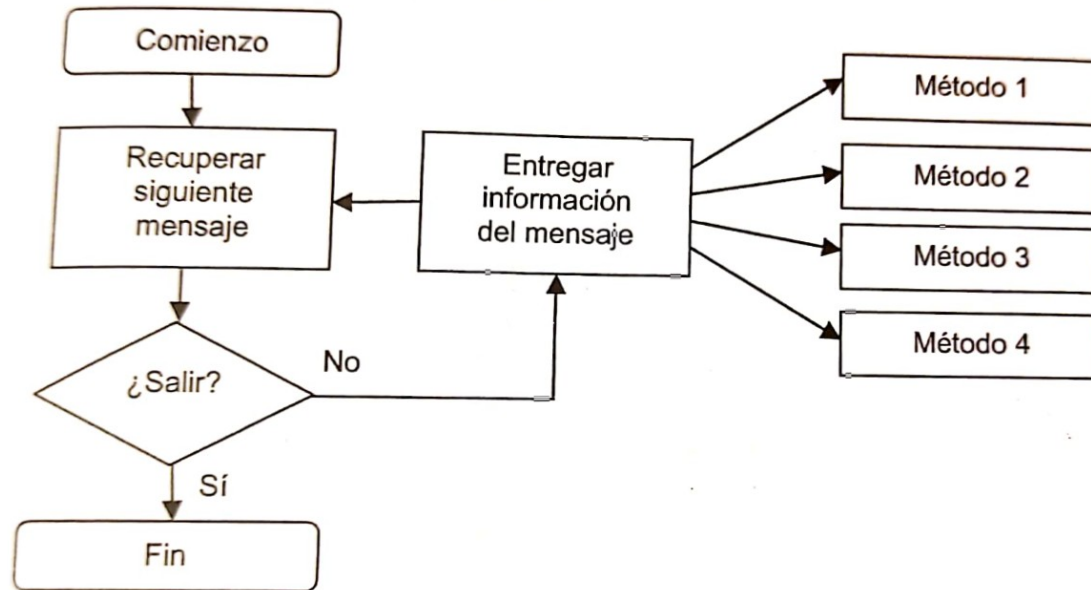 Comienzo
Recuperar
siguiente
mensaje
¿Salir?
No
Sí
Fin
Entregar
información
del mensaje
Método 1
Método 2
Método 3
Método 4